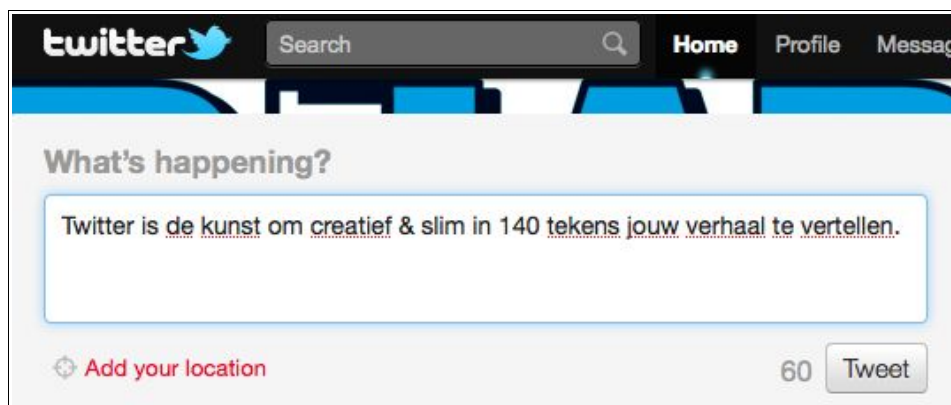 twitter Search Home Profile Messag
What's happening?
Twitter is de kunst om creatief & slim in 140 tekens jouw verhaal te vertellen.
Add your location 60 Tweet